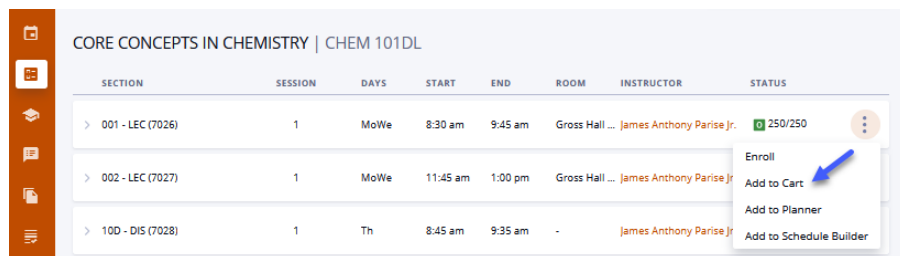 CORE CONCEPTS IN CHEMISTRY | CHEM 101DL
SECTION SESSION DAYS START END ROOM INSTRUCTOR STATUS
001 - LEC (7026) 1 MoWe 8:30 am 9:45 am Gross Hall ... James Anthony Parise Jr. O 250/250
Enroll
002 - LEC (7027) 1 MoWe 11:45 am 1:00 pm Gross Hall ... James Anthony Parise Jr
Add to Cart
Add to Planner
10D - DIS (7028) 1 Th 8:45 am 9:35 am - James Anthony Parise Jr
Add to Schedule Builder